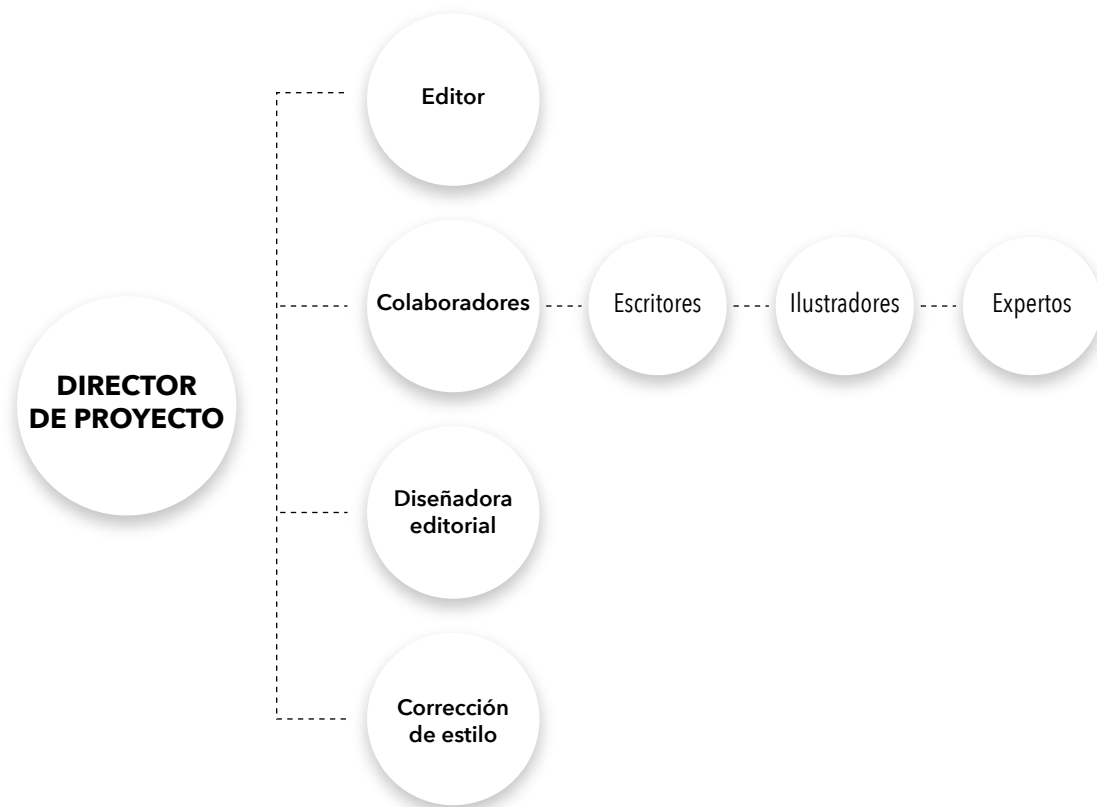 Editor
Colaboradores
Escritores
Ilustradores
Expertos
DIRECTOR
DE PROYECTO
Diseñadora
editorial
Corrección
de estilo